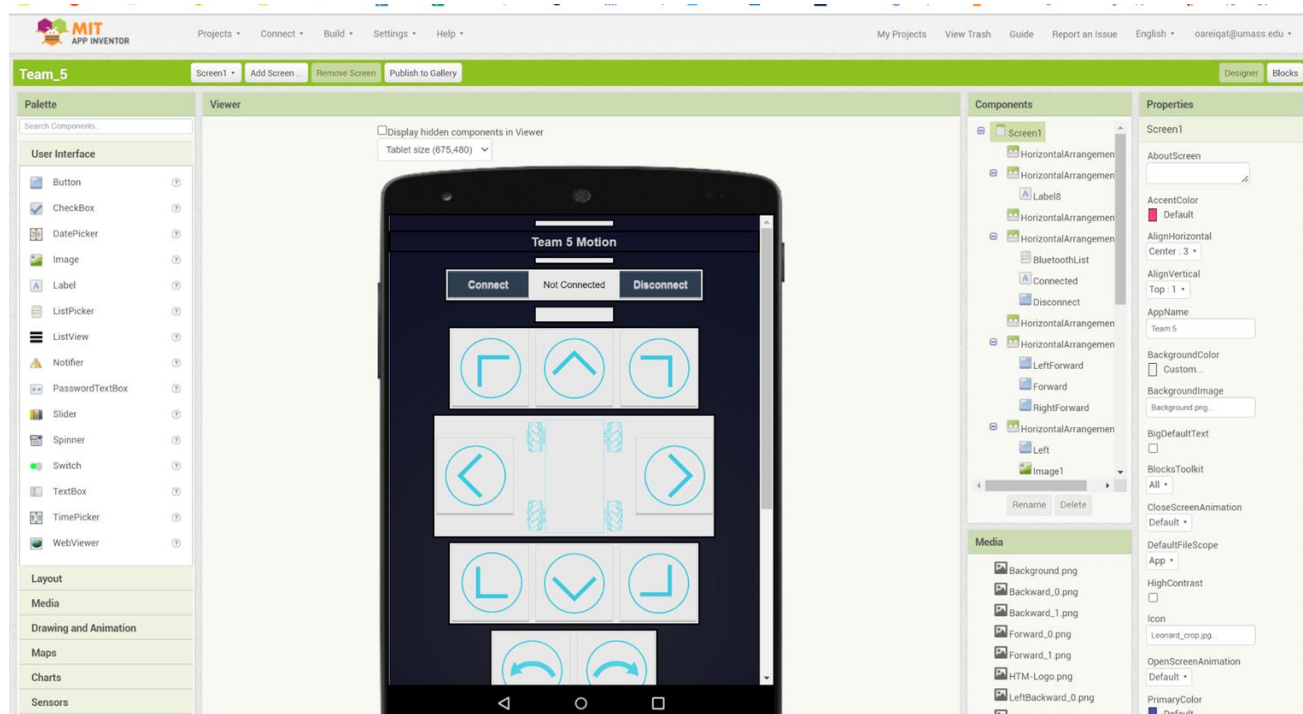 MIT
APP INVENTOR
Projects
Connect
Build
Settings
Help
My Projects
View Trash
Guide
Report an Issue
English
oareiqat@umass.edu
Team_5
Screen1
Add Screen ...
Remove Screen
Publish to Gallery
Designer
Blocks
Palette
Search Components...
User Interface
Button
CheckBox
DatePicker
Image
Label
ListPicker
ListView
Notifier
PasswordTextBox
Slider
Spinner
Switch
TextBox
TimePicker
WebViewer
Layout
Media
Drawing and Animation
Maps
Charts
Sensors
Viewer
Display hidden components in Viewer
Tablet size (675,480)
Team 5 Motion
Connect
Not Connected
Disconnect
Components
Screen1
HorizontalArrangemen
HorizontalArrangemen
A Label8
HorizontalArrangemen
HorizontalArrangemen
BluetoothList
A Connected
Disconnect
HorizontalArrangemen
HorizontalArrangemen
LeftForward
Forward
RightForward
HorizontalArrangemen
Left
Image1
Rename
Delete
Media
Background.png
Backward_0.png
Backward_1.png
Forward_0.png
Forward_1.png
HTM-Logo.png
LeftBackward_0.png
Properties
Screen1
AboutScreen
AccentColor
Default
AlignHorizontal
Center : 3
AlignVertical
Top : 1
AppName
Team 5
BackgroundColor
Custom...
BackgroundImage
Background.png...
BigDefaultText
BlocksToolkit
All
CloseScreenAnimation
Default
DefaultFileScope
App
HighContrast
Icon
Leonard_crop.jpg...
OpenScreenAnimation
Default
PrimaryColor
Default